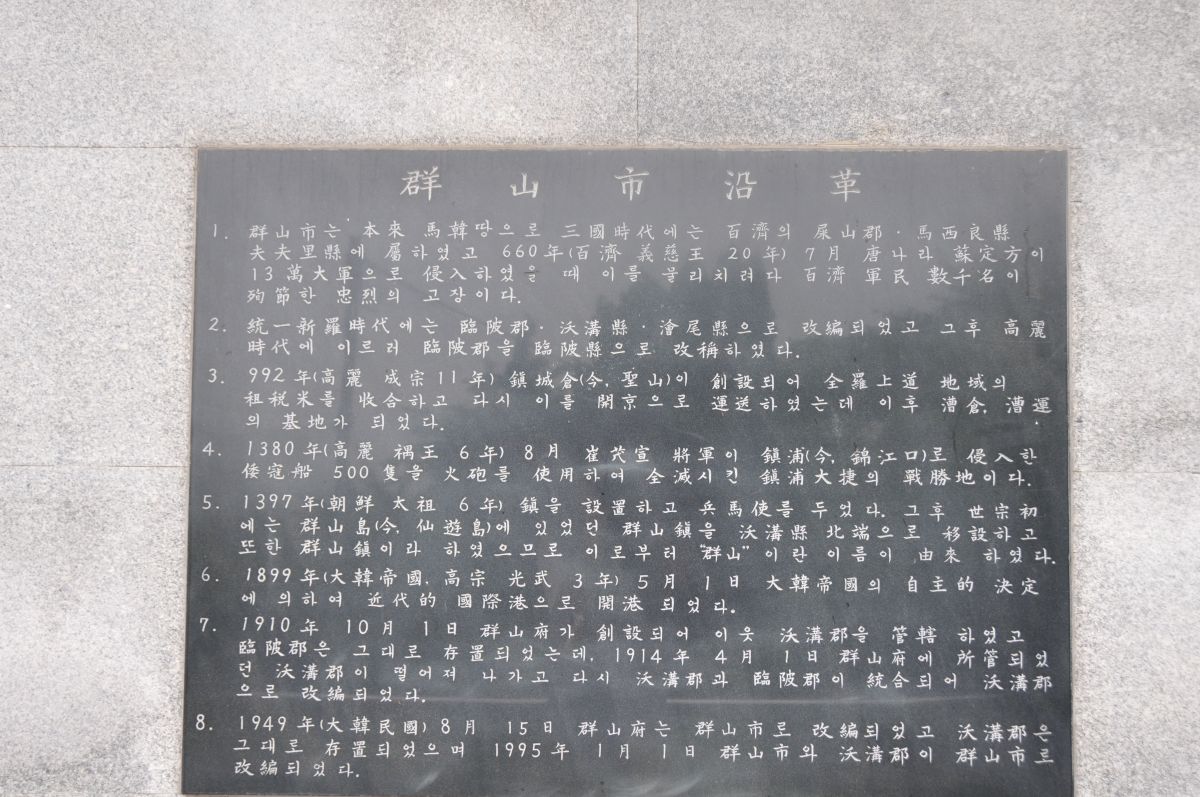 群山市沿革
1. 群山市는 本來 馬韓땅으로 三國時代에는 百濟의 屎山郡·馬西良縣
夫夫里縣에 屬하였고 660年(百濟 義慈王 20年) 7月 唐나라 蘇定方이
13萬大軍으로 侵入하였을 때 이를 물리치려다 百濟 軍民 數千名이
殉節한 忠烈의 고장이다.
2. 統一新羅時代에는 臨陂郡·沃溝縣·澮尾縣으로 改編되었고 그후 高麗
時代에 이르러 臨陂郡을 臨陂縣으로 改稱하였다.
3. 992年(高麗 成宗 11年) 鎭城倉(今, 聖山)이 創設되어 全羅上道 地域의
租税米를 收合하고 다시 이를 開京으로 運送하였는데 이후 漕倉, 漕運
의 基地가 되었다.
4. 1380年(高麗 禑王 6年) 8月 崔茂宣 將軍이 鎭浦(今, 錦江口)로 侵入한
倭寇船 500隻을 火砲를 使用하여 全滅시킨 鎭浦大捷의 戰勝地이다.
5. 1397年(朝鮮 太祖 6年) 鎭을 設置하고 兵馬使를 두었다. 그후 世宗初
에는 群山島(今, 仙遊島)에 있었던 群山鎭을 沃溝縣 北端으로 移設하고
또한 群山鎭이라 하였으므로 이로부터 "群山"이란 이름이 由來 하였다.
6. 1899年(大韓帝國, 高宗 光武 3年) 5月 1日 大韓帝國의 自主的 決定
에 의하여 近代的 國際港으로 開港 되었다.
7. 1910年 10月 1日 群山府가 創設되어 이웃 沃溝郡을 管轄 하였고
臨陂郡은 그대로 存置되었는데, 1914年 4月 1日 群山府에 所管되었
던 沃溝郡이 떨어져 나가고 다시 沃溝郡과 臨陂郡이 統合되어 沃溝郡
으로 改編되었다.
8. 1949年(大韓民國) 8月 15日 群山府는 群山市로 改編되었고 沃溝郡은
그대로 存置되었으며 1995年 1月 1日 群山市와 沃溝郡이 群山市로
改編되었다.